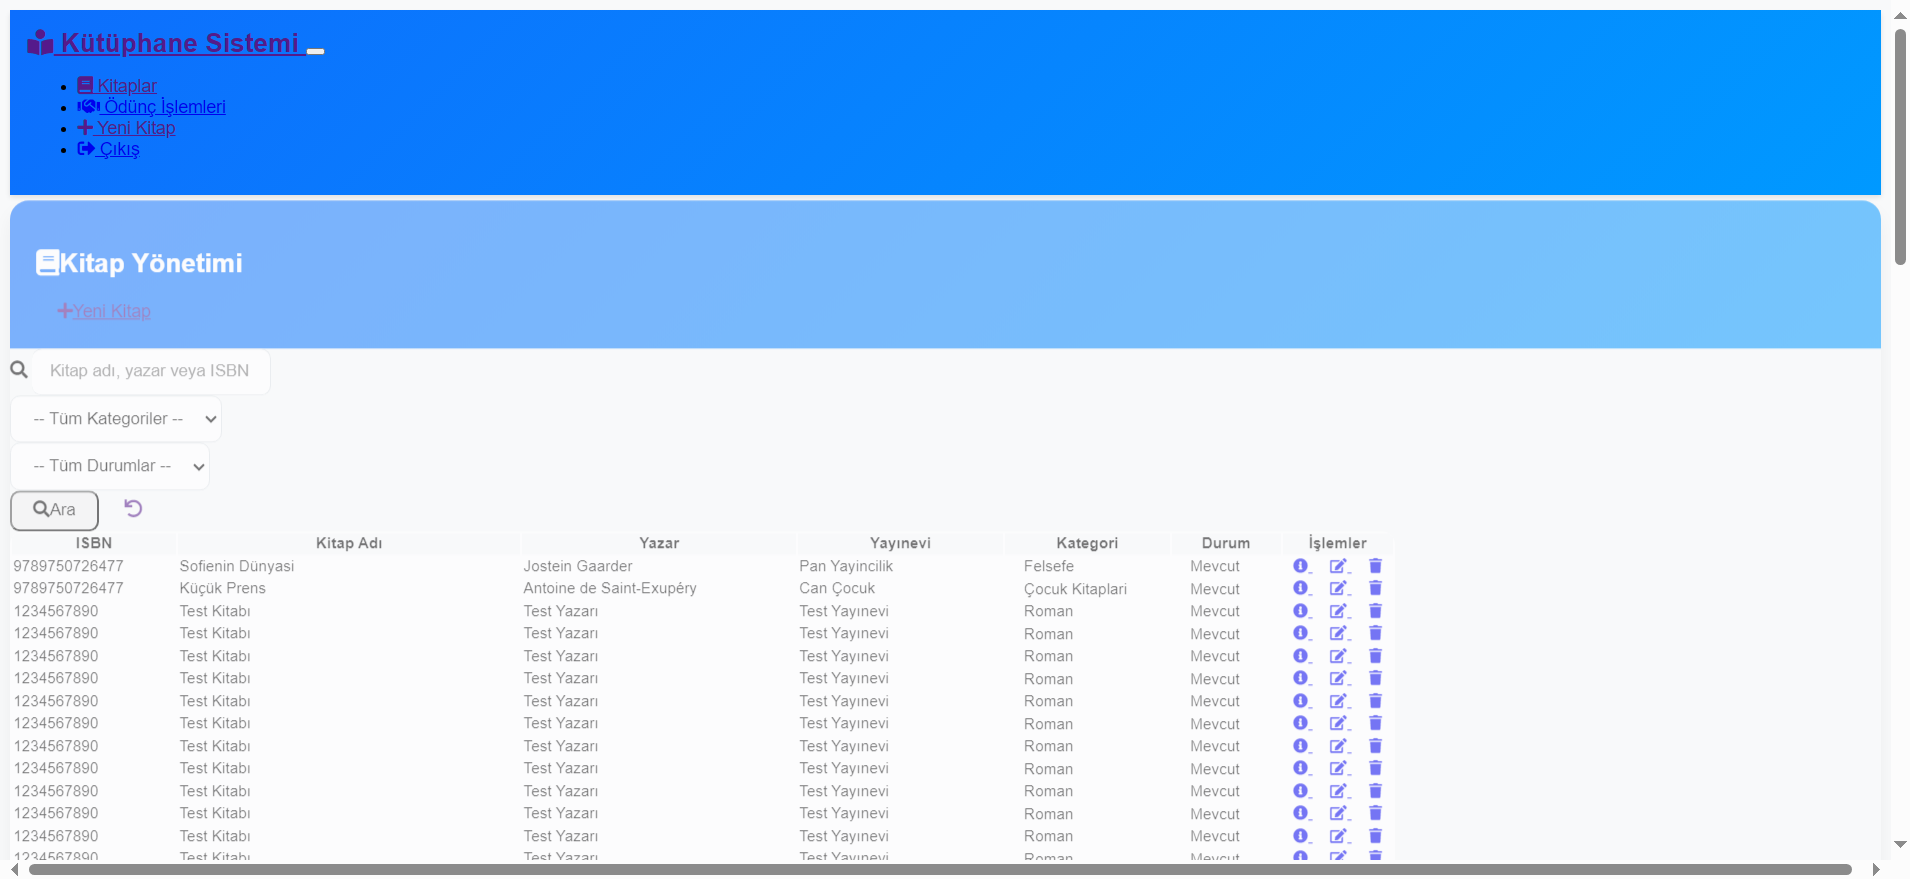 Kütüphane Sistemi
Kitaplar
Ödünç İşlemleri
Yeni Kitap
Çıkış
Kitap Yönetimi
Yeni Kitap
Kitap adı, yazar veya ISBN
-- Tüm Kategoriler --
-- Tüm Durumlar --
Ara
ISBN Kitap Adı Yazar Yayınevi Kategori Durum İşlemler
9789750726477 Sofienin Dünyasi Jostein Gaarder Pan Yayincilik Felsefe Mevcut
9789750726477 Küçük Prens Antoine de Saint-Exupéry Can Çocuk Çocuk Kitaplari Mevcut
1234567890 Test Kitabı Test Yazarı Test Yayınevi Roman Mevcut
1234567890 Test Kitabı Test Yazarı Test Yayınevi Roman Mevcut
1234567890 Test Kitabı Test Yazarı Test Yayınevi Roman Mevcut
1234567890 Test Kitabı Test Yazarı Test Yayınevi Roman Mevcut
1234567890 Test Kitabı Test Yazarı Test Yayınevi Roman Mevcut
1234567890 Test Kitabı Test Yazarı Test Yayınevi Roman Mevcut
1234567890 Test Kitabı Test Yazarı Test Yayınevi Roman Mevcut
1234567890 Test Kitabı Test Yazarı Test Yayınevi Roman Mevcut
1234567890 Test Kitabı Test Yazarı Test Yayınevi Roman Mevcut
1234567890 Test Kitabı Test Yazarı Test Yayınevi Roman Mevcut
1234567890 Test Kitabı Test Yazarı Test Yayınevi Roman Mevcut
1234567890 Test Kitabı Test Yazarı Test Yayınevi Roman Mevcut